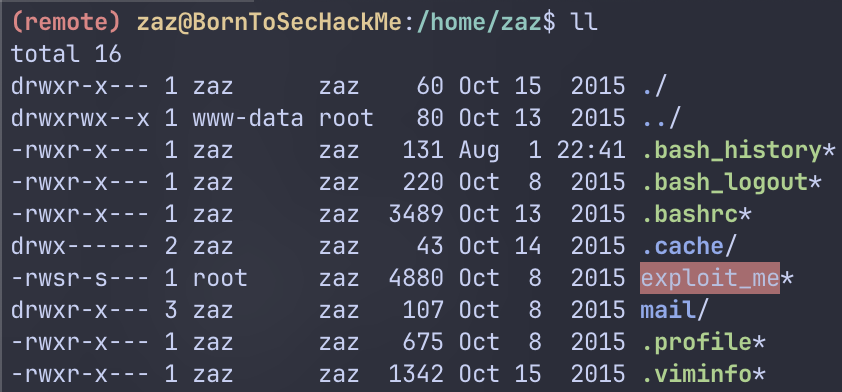 (remote) zaz@BornToSecHackMe:/home/zaz$ ll
total 16
drwxr-x--- 1 zaz      zaz    60 Oct 15  2015 ./
drwxrwx--x 1 www-data root   80 Oct 13  2015 ../
-rwxr-x--- 1 zaz      zaz   131 Aug  1 22:41 .bash_history*
-rwxr-x--- 1 zaz      zaz   220 Oct  8  2015 .bash_logout*
-rwxr-x--- 1 zaz      zaz  3489 Oct 13  2015 .bashrc*
drwx------ 2 zaz      zaz    43 Oct 14  2015 .cache/
-rwsr-s--- 1 root     zaz  4880 Oct  8  2015 exploit_me*
drwxr-x--- 3 zaz      zaz   107 Oct  8  2015 mail/
-rwxr-x--- 1 zaz      zaz   675 Oct  8  2015 .profile*
-rwxr-x--- 1 zaz      zaz  1342 Oct 15  2015 .viminfo*